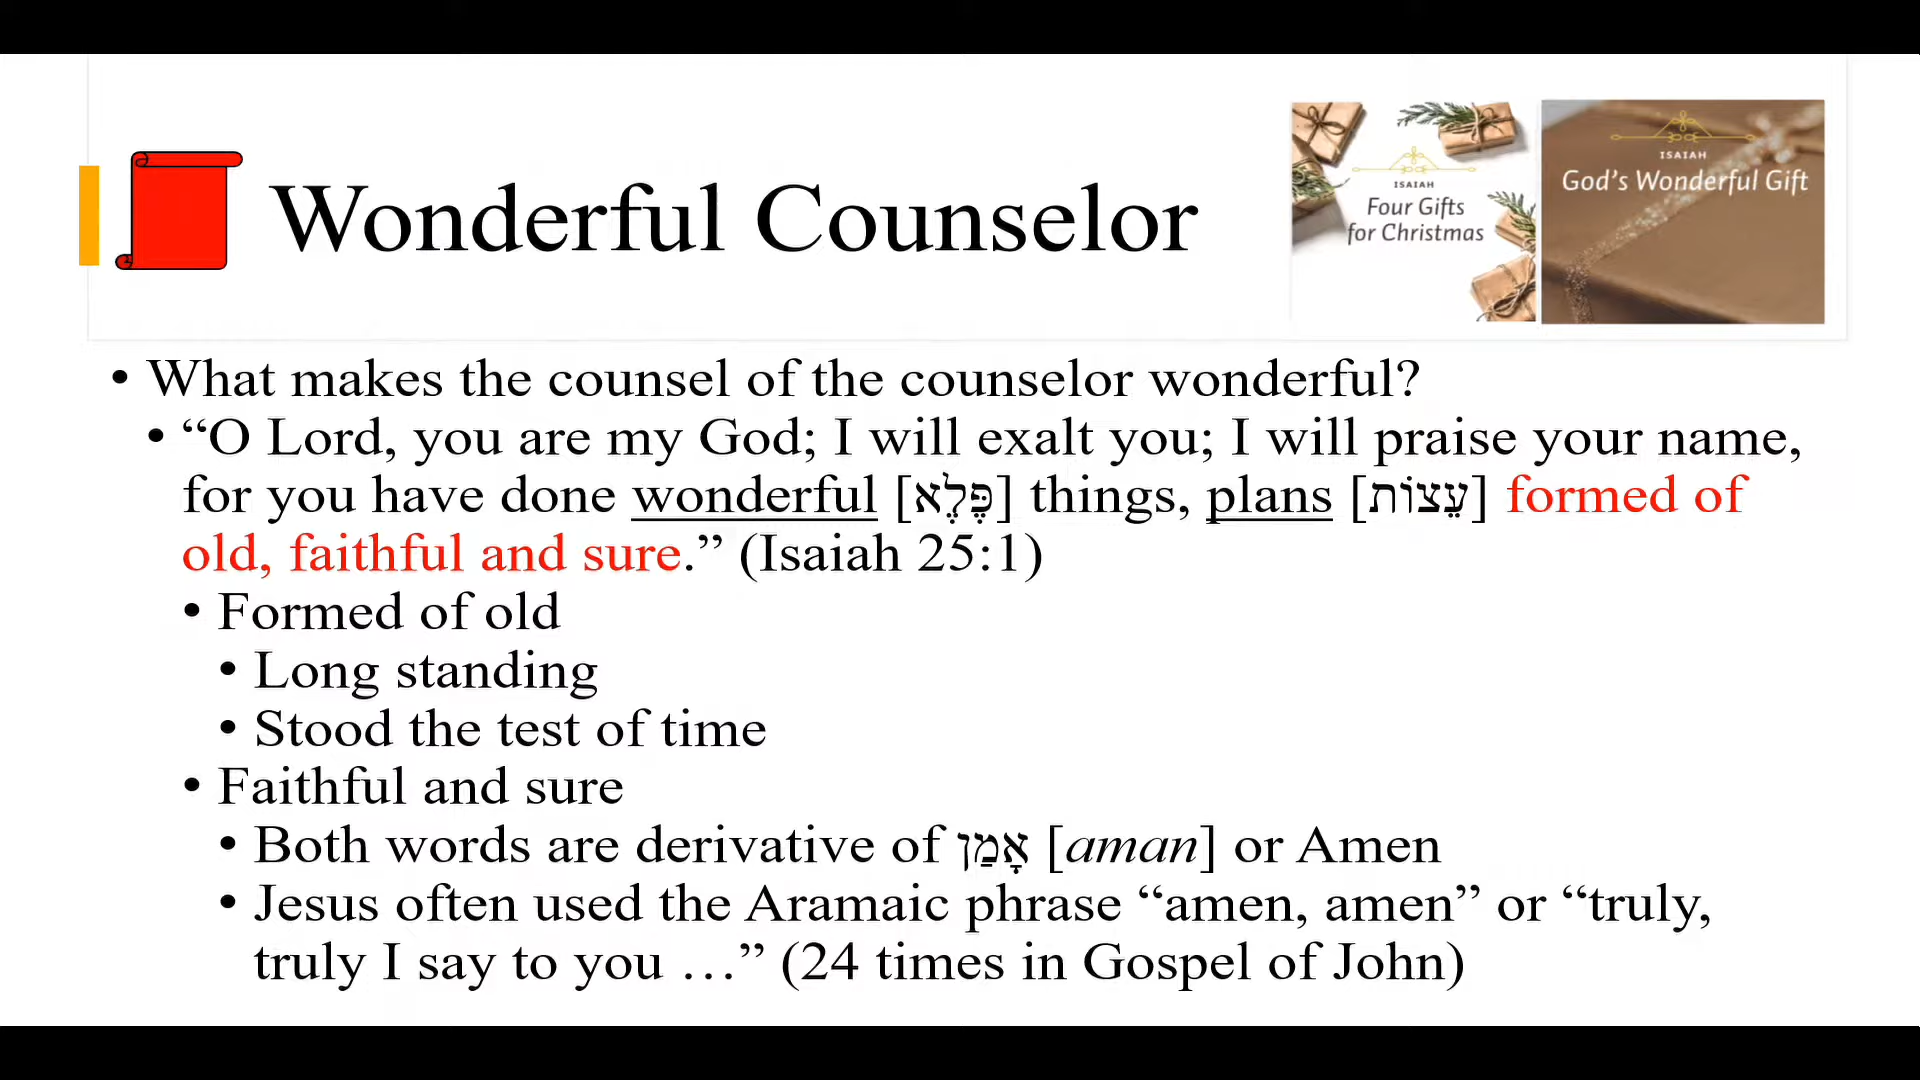 Wonderful Counselor
ISAIAH
Four Gifts
for Christmas
ISAIAH
God's Wonderful Gift
• What makes the counsel of the counselor wonderful?
• “O Lord, you are my God; I will exalt you; I will praise your name,
for you have done wonderful [פֶּלֶא] things, plans [עֵצוֹת] formed of
old, faithful and sure.” (Isaiah 25:1)
• Formed of old
• Long standing
• Stood the test of time
• Faithful and sure
• Both words are derivative of אָמַן [aman] or Amen
• Jesus often used the Aramaic phrase “amen, amen” or “truly,
truly I say to you …” (24 times in Gospel of John)